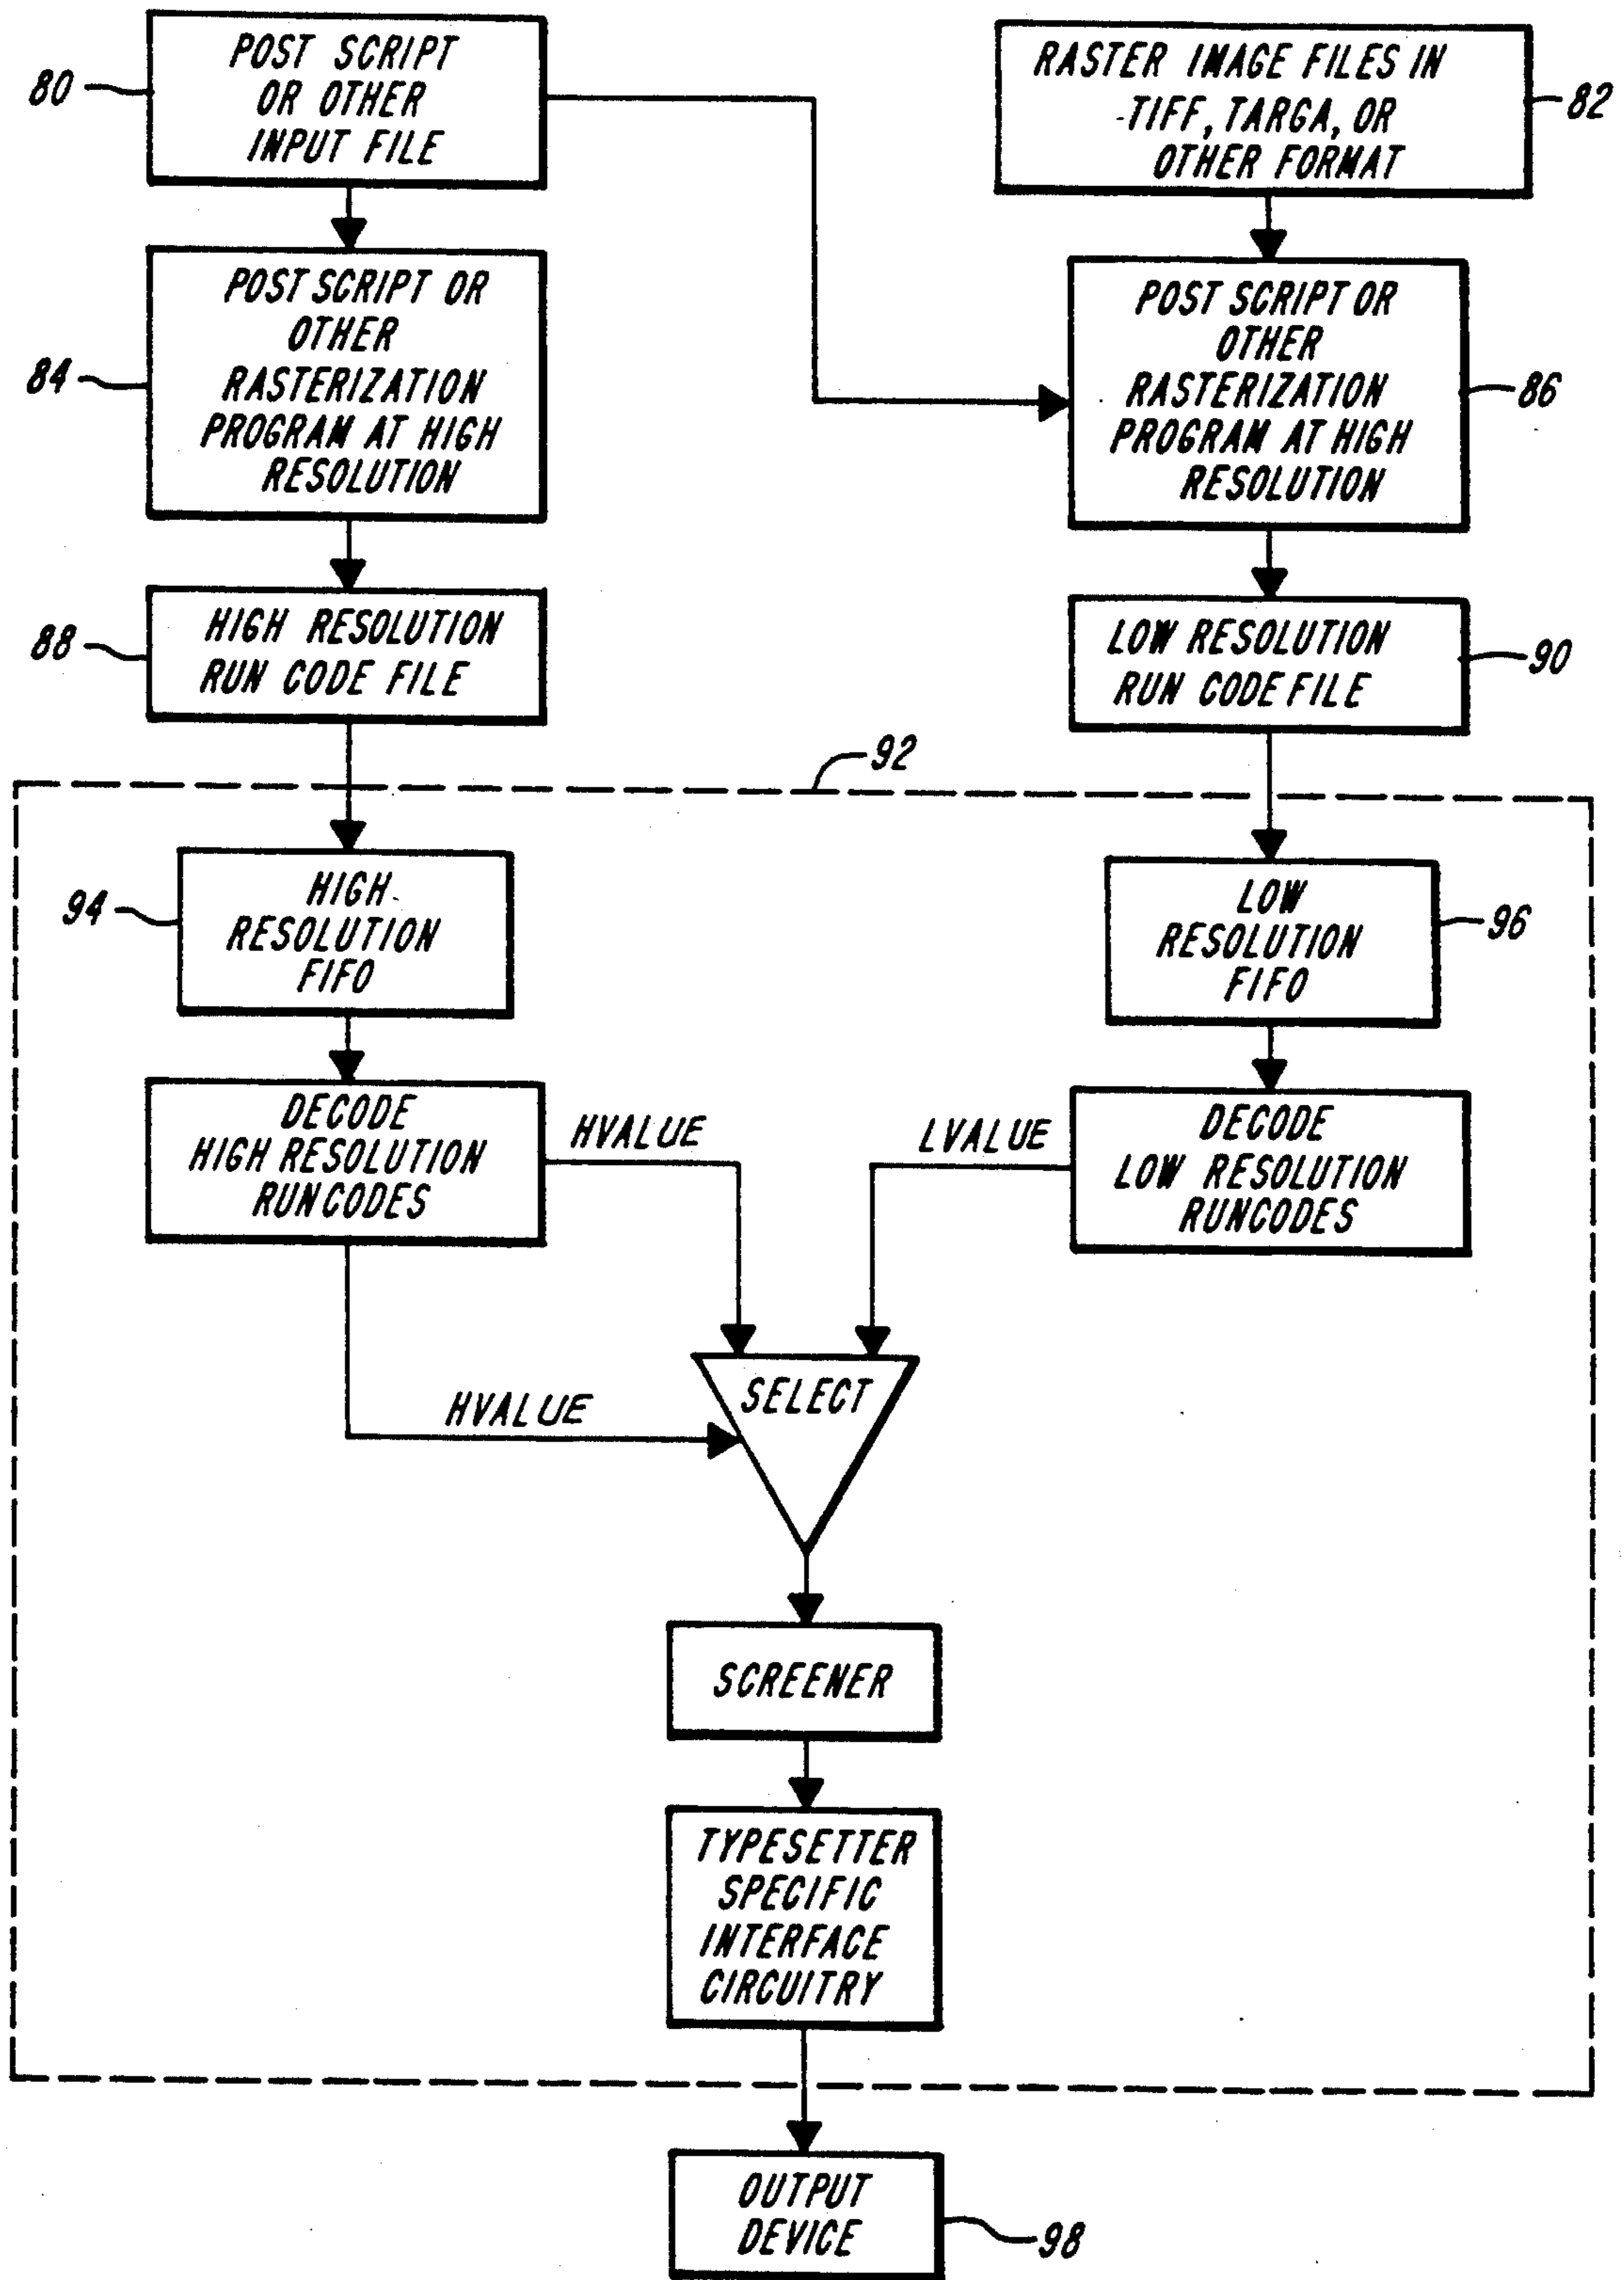 POST SCRIPT
OR OTHER
INPUT FILE
80
RASTER IMAGE FILES IN
TIFF, TARGA, OR
OTHER FORMAT
82
POST SCRIPT OR
OTHER
RASTERIZATION
PROGRAM AT HIGH
RESOLUTION
84
POST SCRIPT OR
OTHER
RASTERIZATION
PROGRAM AT HIGH
RESOLUTION
86
HIGH RESOLUTION
RUN CODE FILE
88
LOW RESOLUTION
RUN CODE FILE
90
92
HIGH
RESOLUTION
FIFO
94
LOW
RESOLUTION
FIFO
96
DECODE
HIGH RESOLUTION
RUNCODES
HVALUE
LVALUE
DECODE
LOW RESOLUTION
RUNCODES
SELECT
HVALUE
SCREENER
TYPESETTER
SPECIFIC
INTERFACE
CIRCUITRY
OUTPUT
DEVICE
98